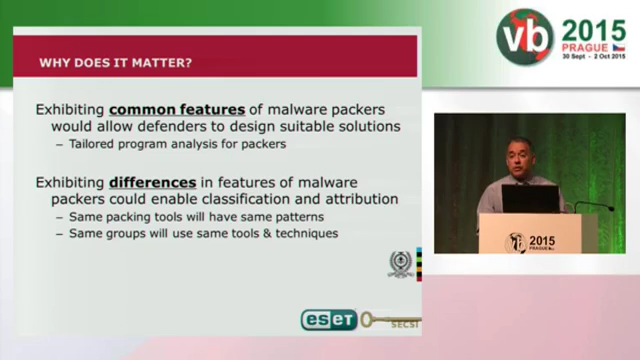 WHY DOES IT MATTER?
Exhibiting common features of malware packers
would allow defenders to design suitable solutions
– Tailored program analysis for packers
Exhibiting differences in features of malware
packers could enable classification and attribution
– Same packing tools will have same patterns
– Same groups will use same tools & techniques
eseT
SECSI
vb
2015
PRAGUE
30 Sept - 2 Oct 2015
2015
PRAGUE